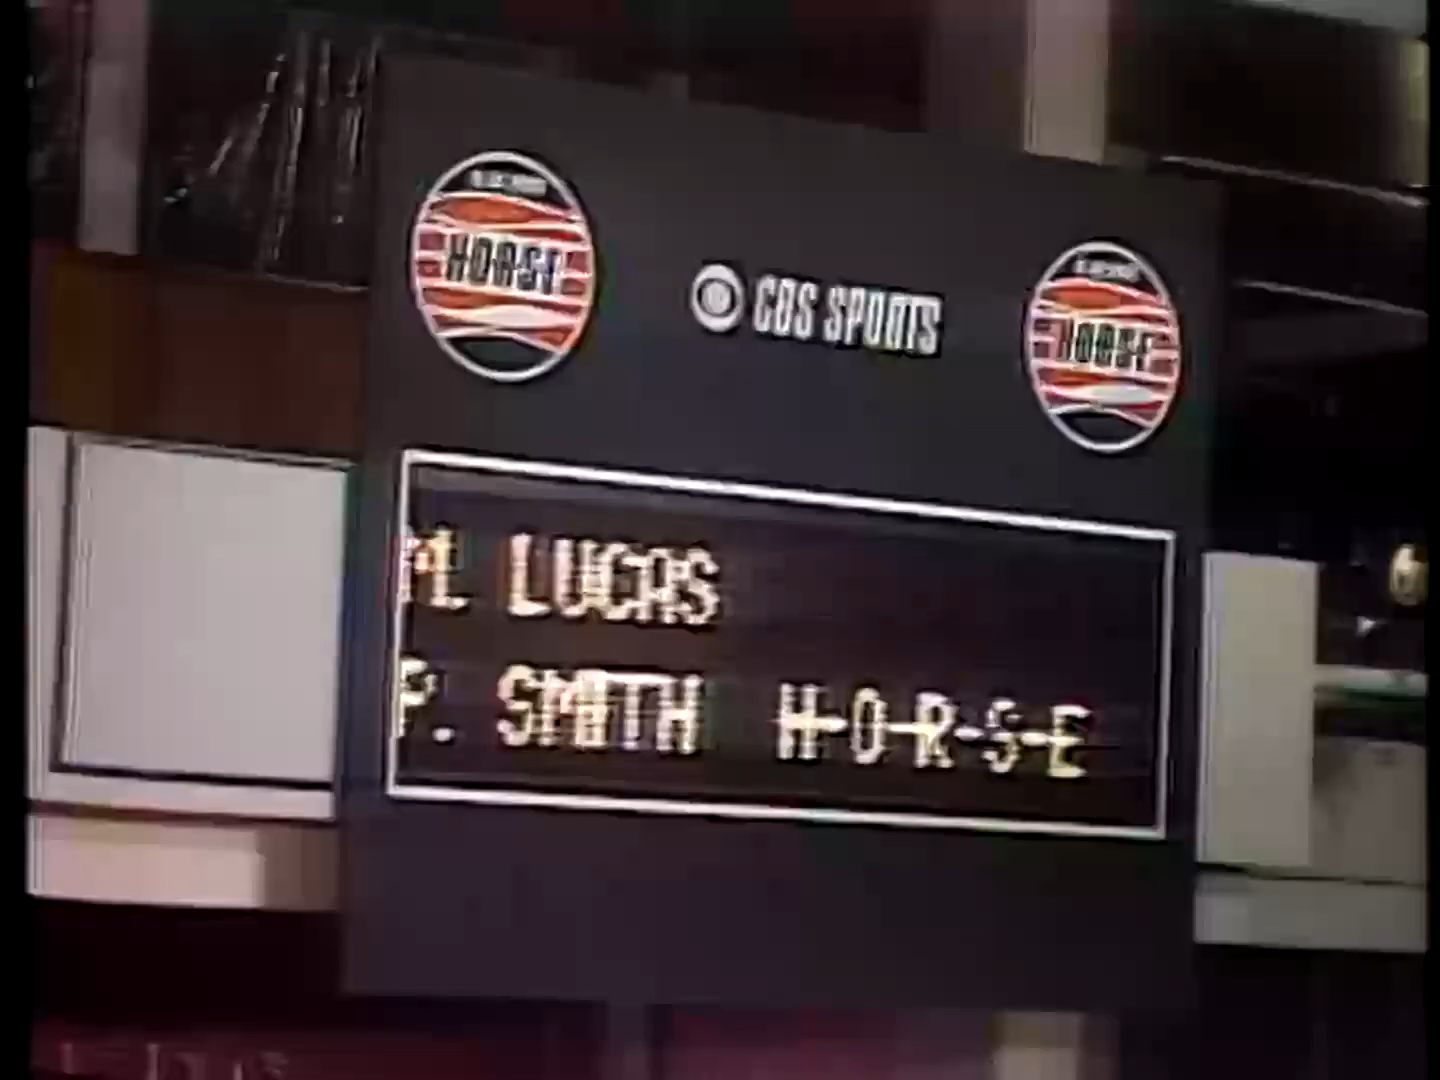 HORSE
CBS SPORTS
HORSE
M. LUCAS
P. SMITH H-O-R-S-E